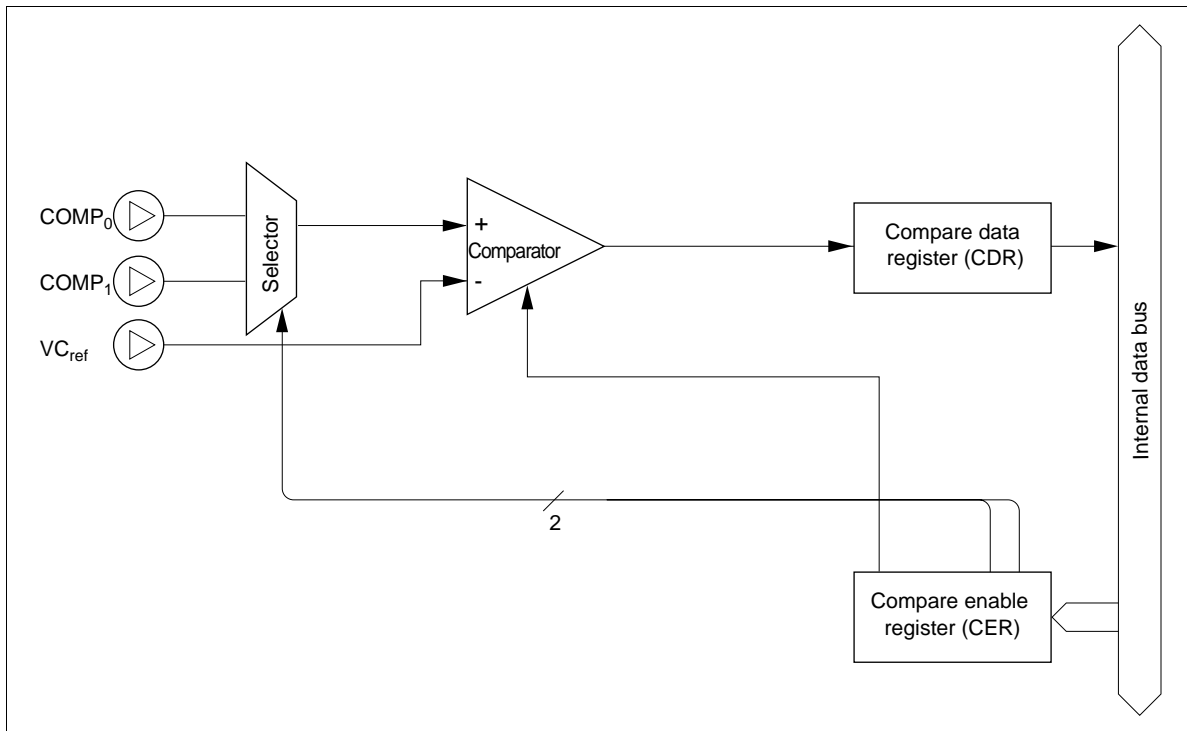 COMP0
COMP1
VCref
Selector
+
Comparator
-
Compare data
register (CDR)
Internal data bus
2
Compare enable
register (CER)